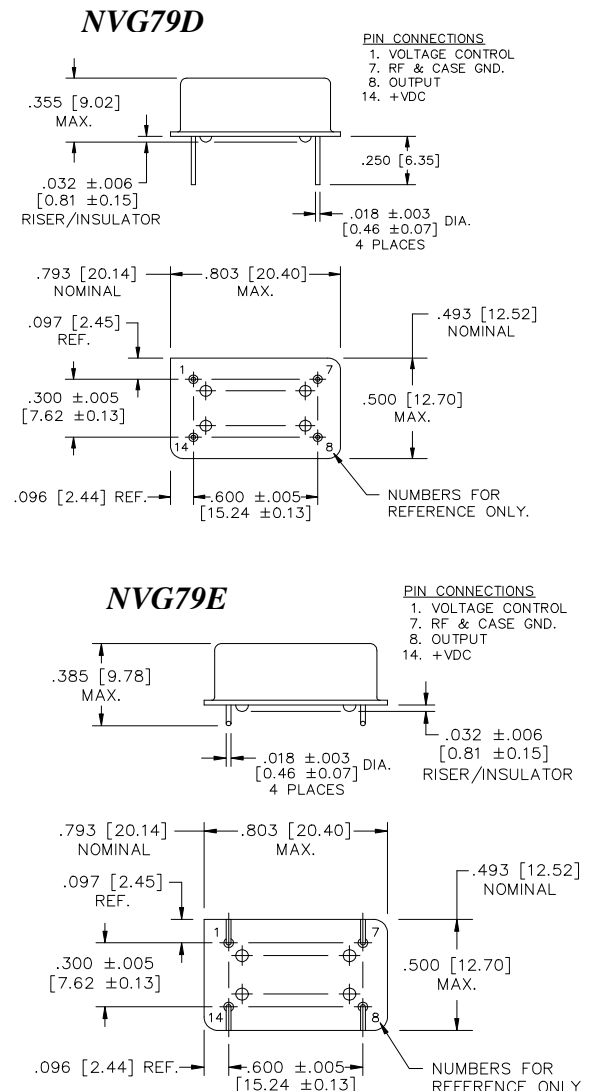 NVG79D
PIN CONNECTIONS
1. VOLTAGE CONTROL
7. RF & CASE GND.
8. OUTPUT
14. +VDC
.355 [9.02]
MAX.
.250 [6.35]
.032 ±.006
[0.81 ±0.15]
RISER/INSULATOR
.018 ±.003
[0.46 ±0.07] DIA.
4 PLACES
.793 [20.14]
NOMINAL
.803 [20.40]
MAX.
.097 [2.45]
REF.
.493 [12.52]
NOMINAL
1
7
.300 ±.005
[7.62 ±0.13]
.500 [12.70]
MAX.
14
8
.096 [2.44] REF.
.600 ±.005
[15.24 ±0.13]
NUMBERS FOR
REFERENCE ONLY.
NVG79E
PIN CONNECTIONS
1. VOLTAGE CONTROL
7. RF & CASE GND.
8. OUTPUT
14. +VDC
.385 [9.78]
MAX.
.032 ±.006
[0.81 ±0.15]
RISER/INSULATOR
.018 ±.003
[0.46 ±0.07] DIA.
4 PLACES
.793 [20.14]
NOMINAL
.803 [20.40]
MAX.
.097 [2.45]
REF.
.493 [12.52]
NOMINAL
1
7
.300 ±.005
[7.62 ±0.13]
.500 [12.70]
MAX.
14
8
.096 [2.44] REF.
.600 ±.005
[15.24 ±0.13]
NUMBERS FOR
REFERENCE ONLY